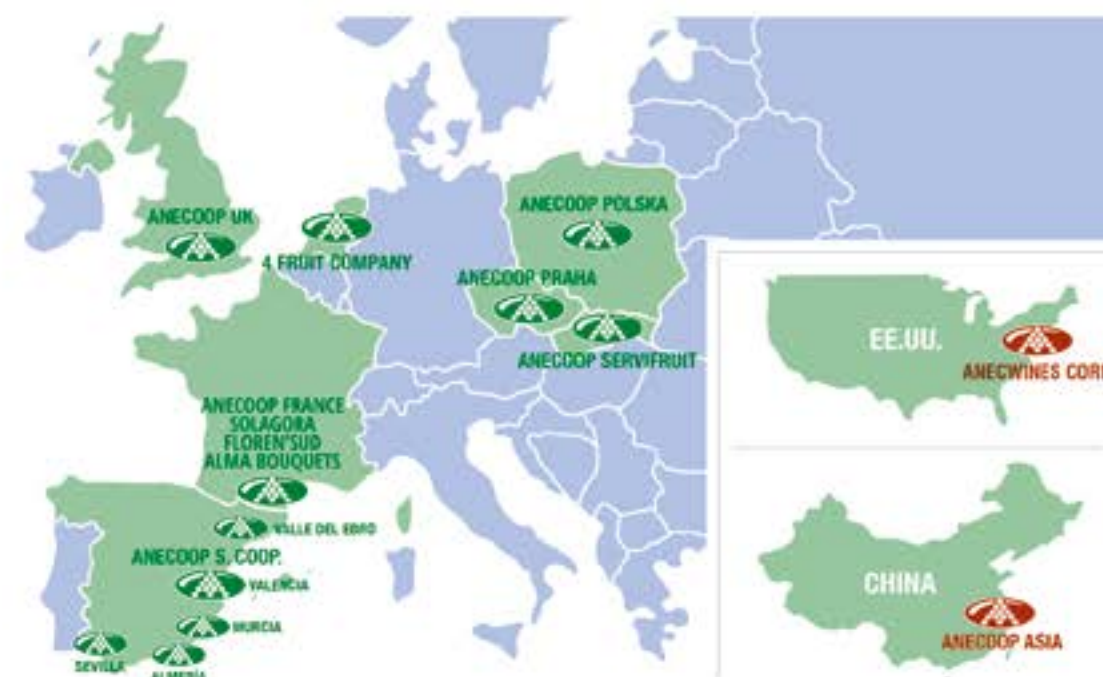 ANECOOP UK
4 FRUIT COMPANY
ANECOOP POLSKA
ANECOOP PRAHA
ANECOOP SERVIFRUIT
ANECOOP FRANCE
SOLAGORA
FLOREN'SUD
ALMA BOUQUETS
VALLE DEL EBRO
ANECOOP S. COOP.
VALENCIA
MURCIA
SEVILLA
ALMERÍA
EE.UU.
ANECWINES CORP
CHINA
ANECOOP ASIA